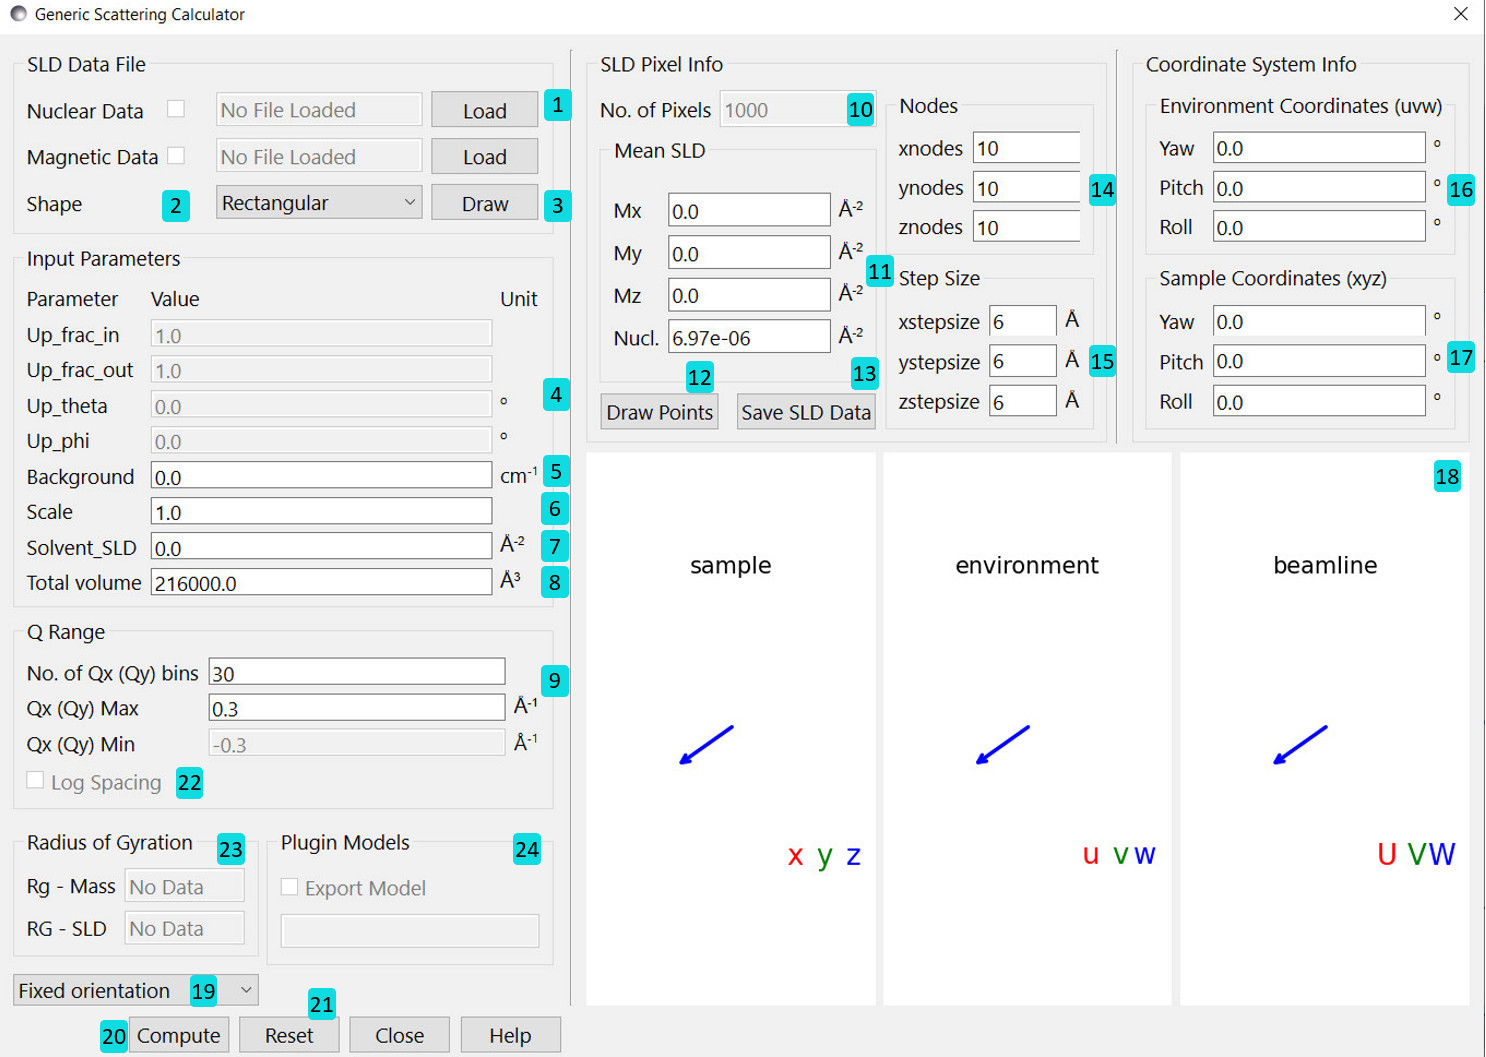 Generic Scattering Calculator
SLD Data File
Nuclear Data No File Loaded Load 1
Magnetic Data No File Loaded Load
Shape 2 Rectangular Draw 3
Input Parameters
Parameter Value Unit
Up_frac_in 1.0
Up_frac_out 1.0
Up_theta 0.0 º 4
Up_phi 0.0 º
Background 0.0 cm⁻¹ 5
Scale 1.0 6
Solvent_SLD 0.0 Å⁻² 7
Total volume 216000.0 Å³ 8
Q Range
No. of Qx (Qy) bins 30 9
Qx (Qy) Max 0.3 Å⁻¹
Qx (Qy) Min -0.3 Å⁻¹
Log Spacing 22
Radius of Gyration 23
Rg - Mass No Data
RG - SLD No Data
Plugin Models 24
Export Model
Fixed orientation 19
21
20 Compute Reset Close Help
SLD Pixel Info
No. of Pixels 1000 10
Mean SLD
Mx 0.0 Å⁻²
My 0.0 Å⁻²
Mz 0.0 Å⁻²
Nucl. 6.97e-06 Å⁻²
11
12 13
Draw Points Save SLD Data
Nodes
xnodes 10
ynodes 10 14
znodes 10
Step Size
xstepsize 6 Å
ystepsize 6 Å 15
zstepsize 6 Å
Coordinate System Info
Environment Coordinates (uvw)
Yaw 0.0 º
Pitch 0.0 º 16
Roll 0.0 º
Sample Coordinates (xyz)
Yaw 0.0 º
Pitch 0.0 º 17
Roll 0.0 º
18
sample environment beamline
x y z u v w U V W